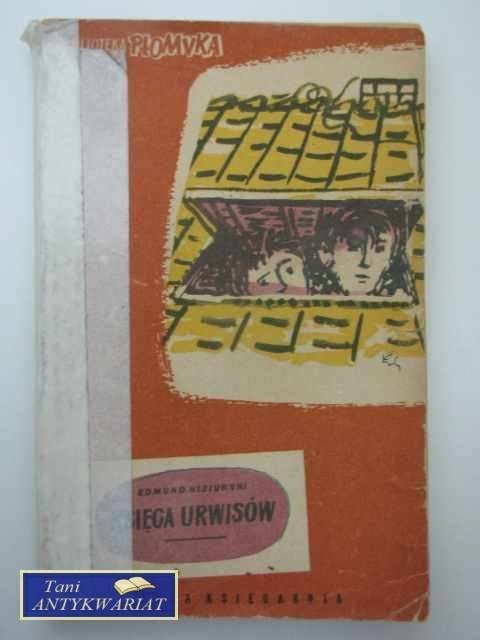 PŁOMYKA
EDMUND NIZIURSKI
KSIĘGA URWISÓW
KSIĘGARNIA
Tani
ANTYKWARIAT